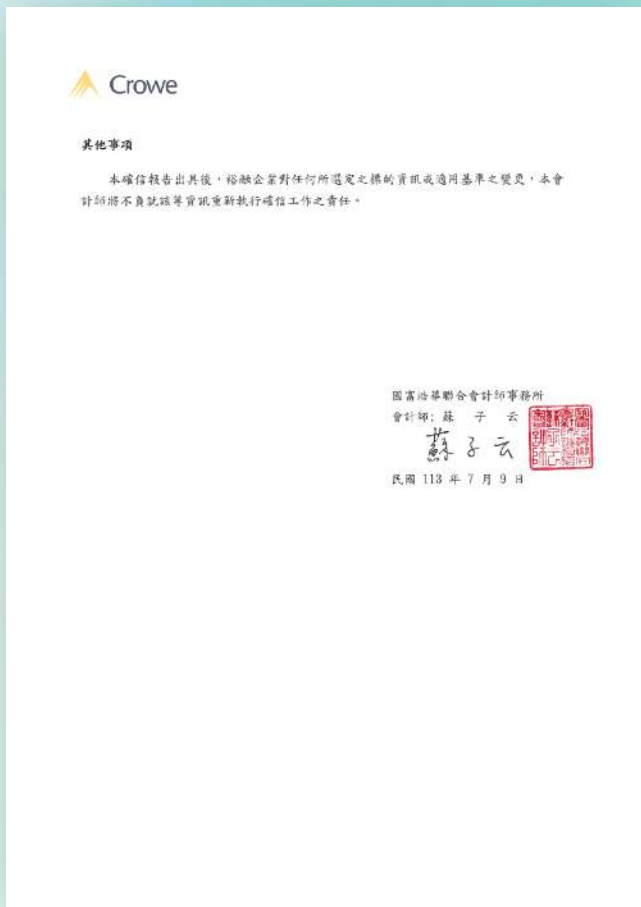 Crowe
其他事項
本確信報告出具後，裕融企業對任何所選定之標的資訊或適用基準之變更，本會
計師將不負就該等資訊重新執行確信工作之責任。
國富浩華聯合會計師事務所
會計師：蘇 子 云
蘇子云
民國 113 年 7 月 9 日